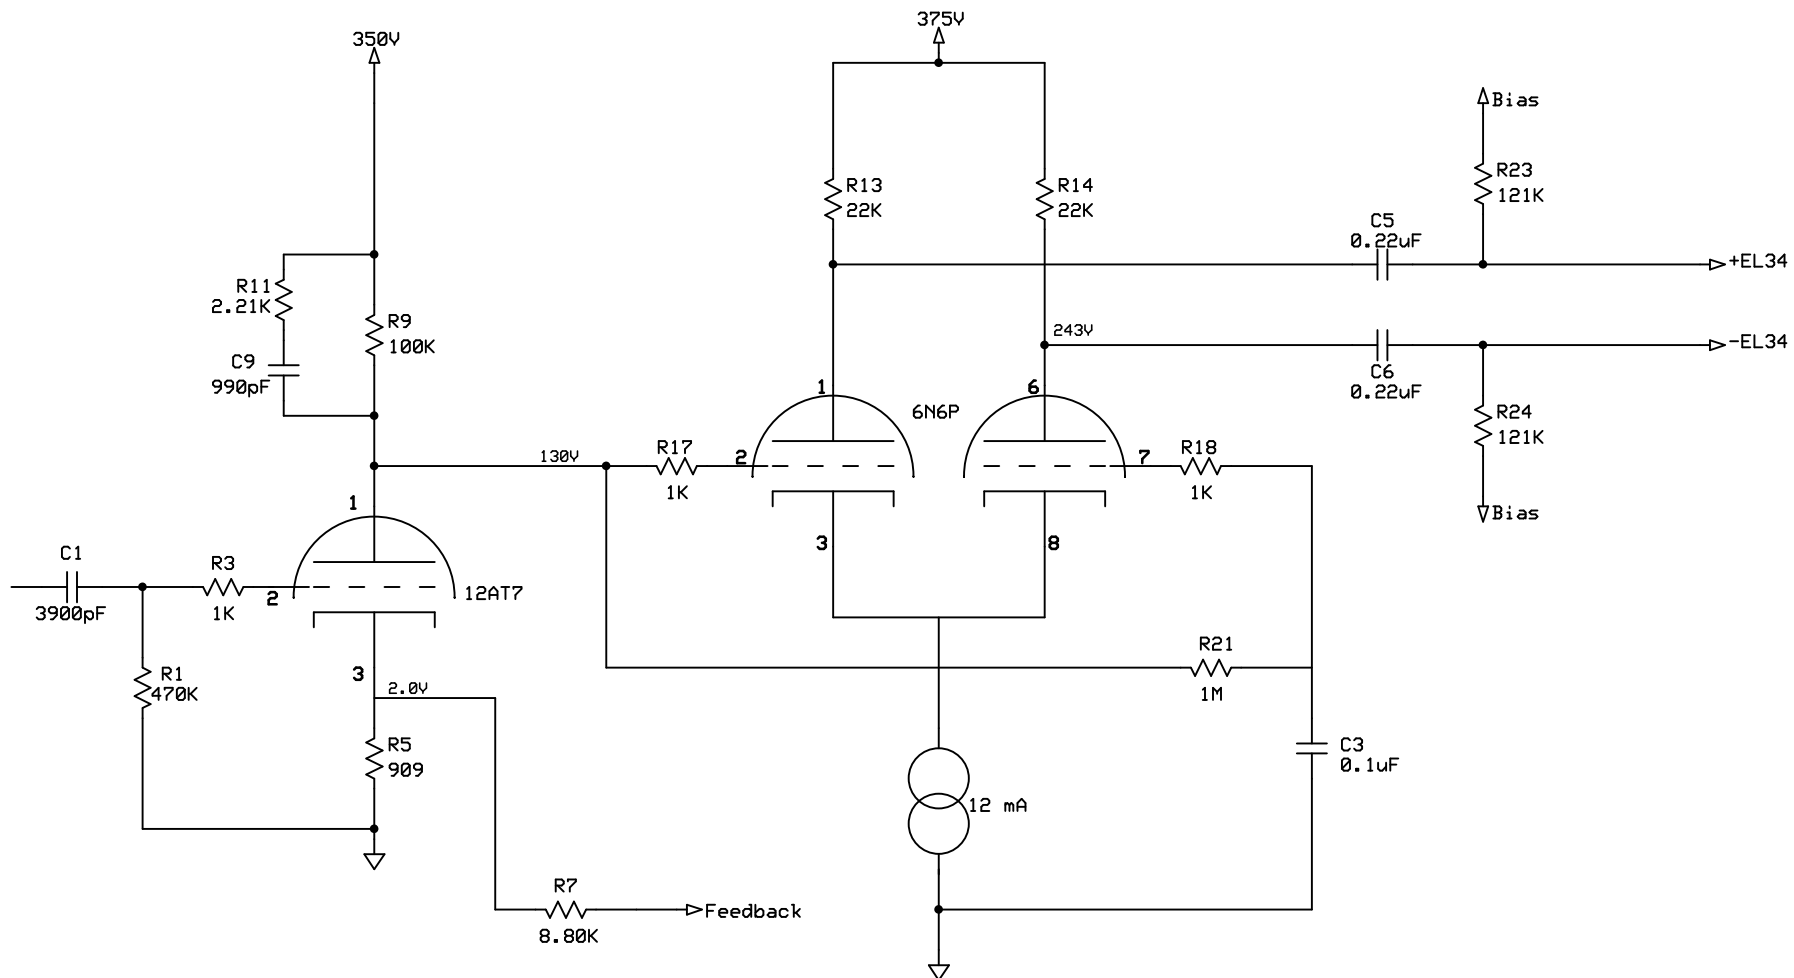 375V
350V
Bias
R23
121K
R13
22K
R14
22K
C5
0.22uF
+EL34
R11
2.21K
R9
100K
243V
-EL34
C9
990pF
C6
0.22uF
1
6
6N6P
R24
121K
130V
R17
1K
2
7
R18
1K
1
Bias
3
8
C1
3900pF
R3
1K
2
12AT7
R21
1M
3
2.0V
R1
470K
R5
909
C3
0.1uF
12 mA
R7
8.80K
Feedback